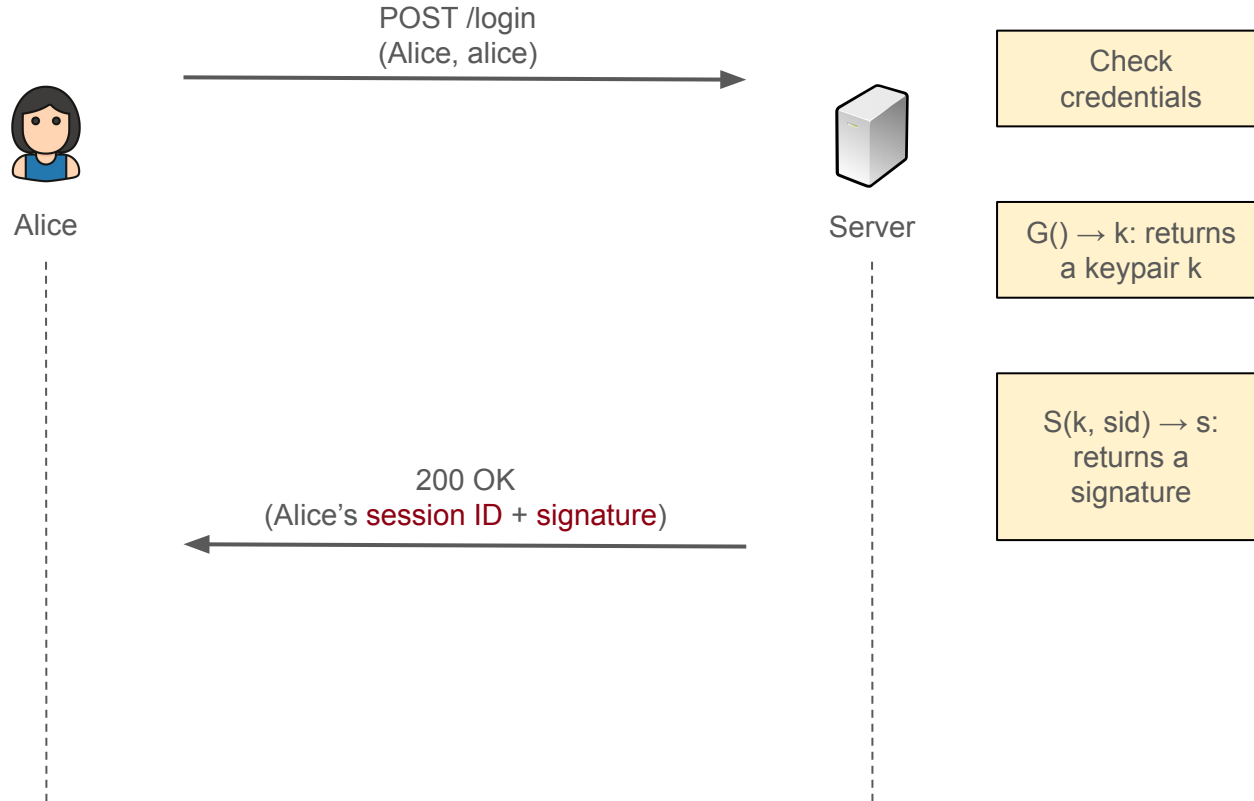 POST /login
(Alice, alice)
Check
credentials
Alice
Server
G() → k: returns
a keypair k
S(k, sid) → s:
returns a
signature
200 OK
(Alice’s session ID + signature)